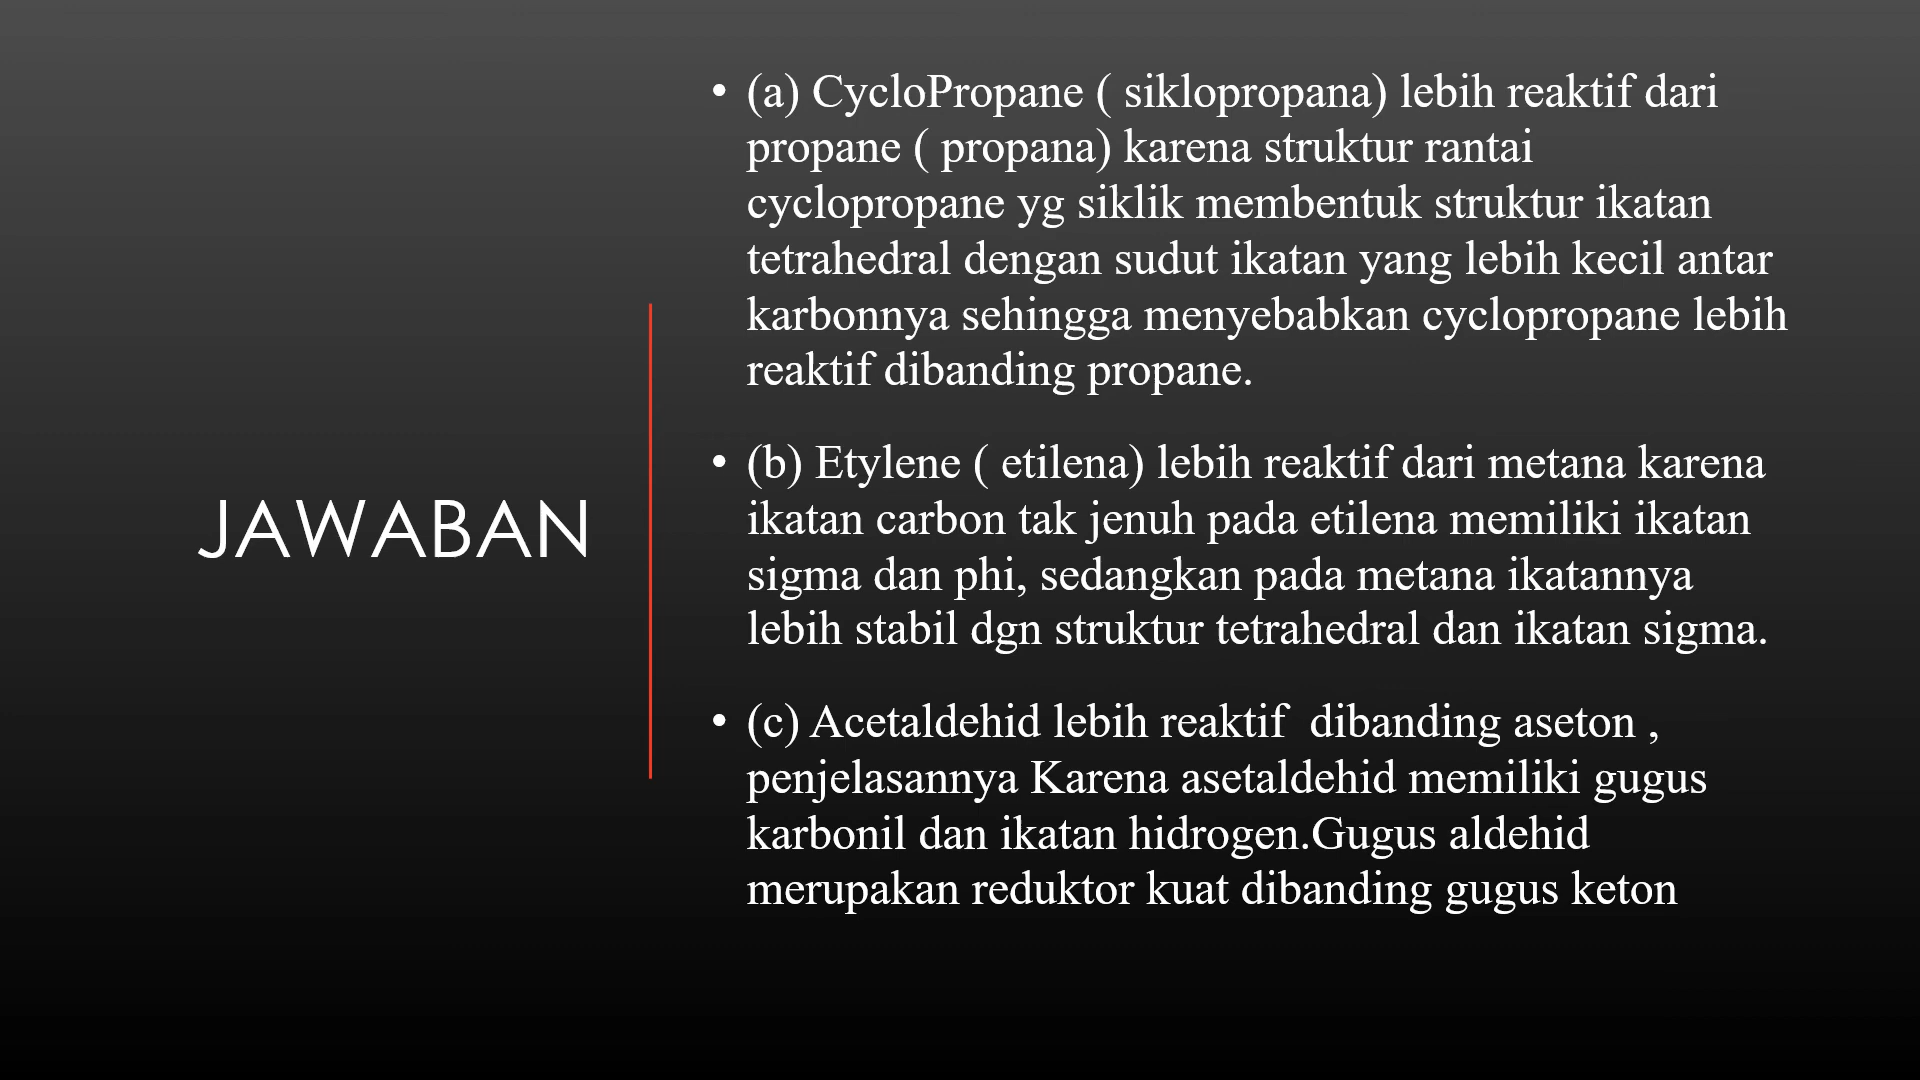 JAWABAN
• (a) CycloPropane ( siklopropana) lebih reaktif dari
propane ( propana) karena struktur rantai
cyclopropane yg siklik membentuk struktur ikatan
tetrahedral dengan sudut ikatan yang lebih kecil antar
karbonnya sehingga menyebabkan cyclopropane lebih
reaktif dibanding propane.
• (b) Etylene ( etilena) lebih reaktif dari metana karena
ikatan carbon tak jenuh pada etilena memiliki ikatan
sigma dan phi, sedangkan pada metana ikatannya
lebih stabil dgn struktur tetrahedral dan ikatan sigma.
• (c) Acetaldehid lebih reaktif  dibanding aseton ,
penjelasannya Karena asetaldehid memiliki gugus
karbonil dan ikatan hidrogen.Gugus aldehid
merupakan reduktor kuat dibanding gugus keton